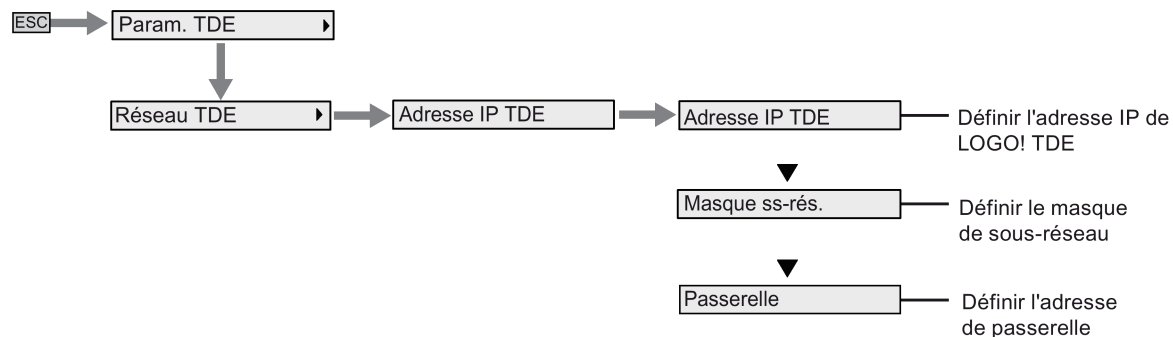 ESC
Param. TDE
Réseau TDE
Adresse IP TDE
Adresse IP TDE
Définir l'adresse IP de
LOGO! TDE
Masque ss-rés.
Définir le masque
de sous-réseau
Passerelle
Définir l'adresse
de passerelle